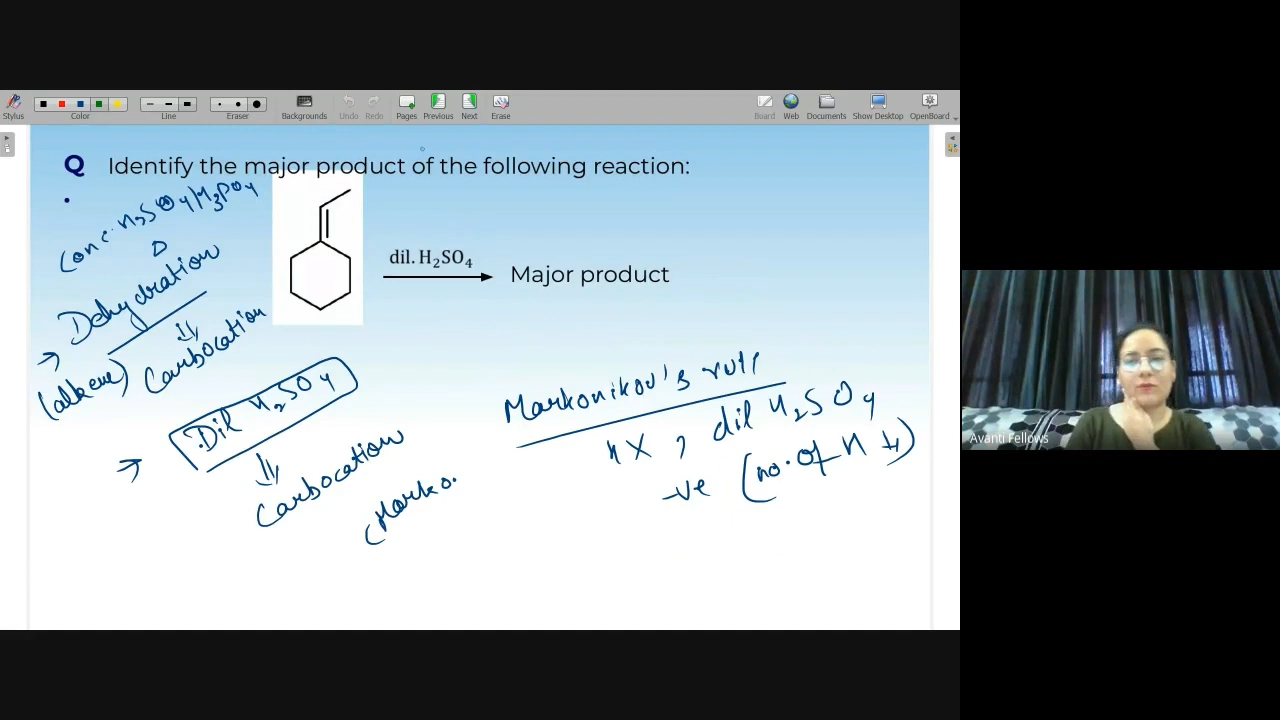 Stylus
Color
Line
Eraser
Backgrounds
Undo
Redo
Pages
Previous
Next
Erase
Board
Web
Documents
Show Desktop
OpenBoard
Q Identify the major product of the following reaction:
conc. H2SO4/H3PO4
Δ
Dehydration
→
(alkene)
Carbocation
dil. H₂SO₄
Major product
Dil H2SO4
→
Carbocation
(Marko.
Markonikov's rule
HX, dil H2SO4
-ve (no. of H ↓)
Avanti Fellows